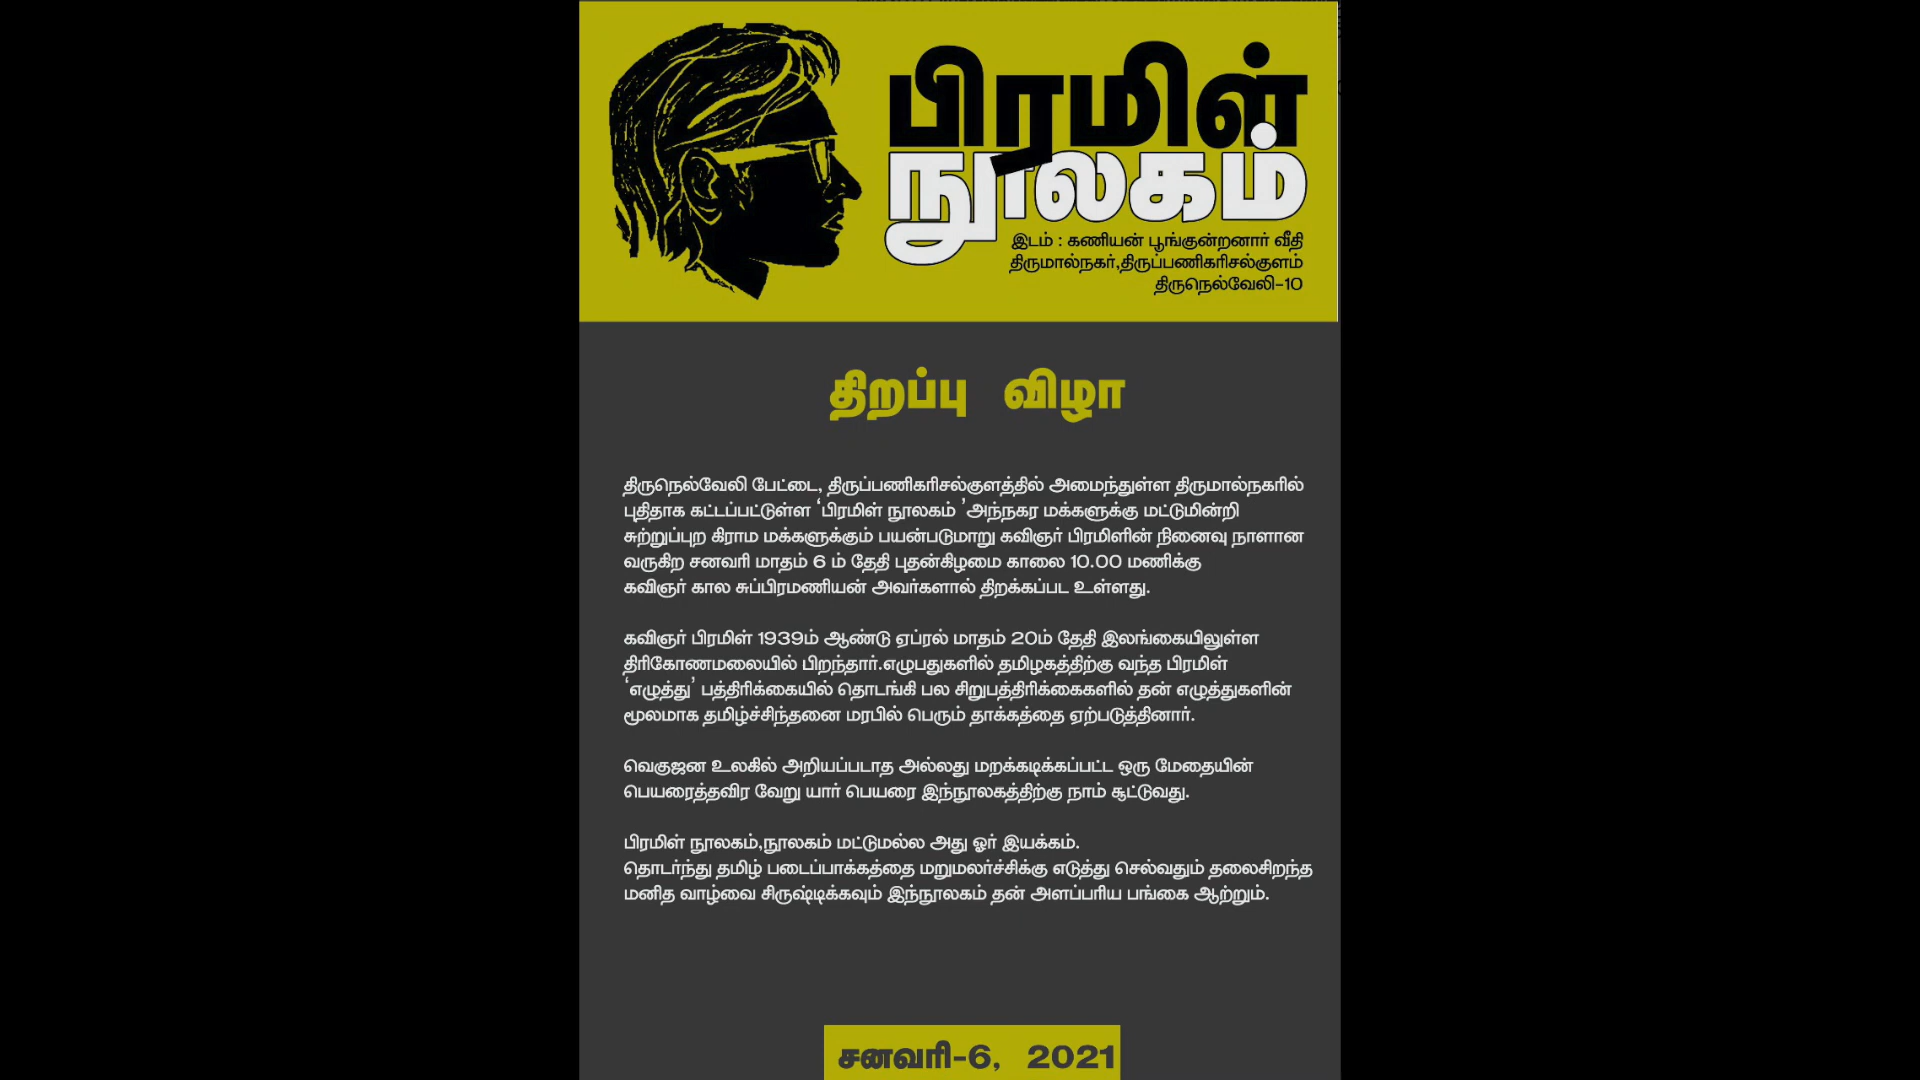 பிரமிள்
நூலகம்
இடம் : கணியன் பூங்குன்றனார் வீதி
திருமால்நகர்,திருப்பணிகரிசல்குளம்
திருநெல்வேலி-10
திறப்பு விழா
திருநெல்வேலி பேட்டை, திருப்பணிகரிசல்குளத்தில் அமைந்துள்ள திருமால்நகரில்
புதிதாக கட்டப்பட்டுள்ள ‘பிரமிள் நூலகம் ’அந்நகர மக்களுக்கு மட்டுமின்றி
சுற்றுப்புற கிராம மக்களுக்கும் பயன்படுமாறு கவிஞர் பிரமிளின் நினைவு நாளான
வருகிற சனவரி மாதம் 6 ம் தேதி புதன்கிழமை காலை 10.00 மணிக்கு
கவிஞர் கால சுப்பிரமணியன் அவர்களால் திறக்கப்பட உள்ளது.
கவிஞர் பிரமிள் 1939ம் ஆண்டு ஏப்ரல் மாதம் 20ம் தேதி இலங்கையிலுள்ள
திரிகோணமலையில் பிறந்தார்.எழுபதுகளில் தமிழகத்திற்கு வந்த பிரமிள்
‘எழுத்து’ பத்திரிக்கையில் தொடங்கி பல சிறுபத்திரிக்கைகளில் தன் எழுத்துகளின்
மூலமாக தமிழ்ச்சிந்தனை மரபில் பெரும் தாக்கத்தை ஏற்படுத்தினார்.
வெகுஜன உலகில் அறியப்படாத அல்லது மறக்கடிக்கப்பட்ட ஒரு மேதையின்
பெயரைத்தவிர வேறு யார் பெயரை இந்நூலகத்திற்கு நாம் சூட்டுவது.
பிரமிள் நூலகம்,நூலகம் மட்டுமல்ல அது ஓர் இயக்கம்.
தொடர்ந்து தமிழ் படைப்பாக்கத்தை மறுமலர்ச்சிக்கு எடுத்து செல்வதும் தலைசிறந்த
மனித வாழ்வை சிருஷ்டிக்கவும் இந்நூலகம் தன் அளப்பரிய பங்கை ஆற்றும்.
சனவரி-6, 2021